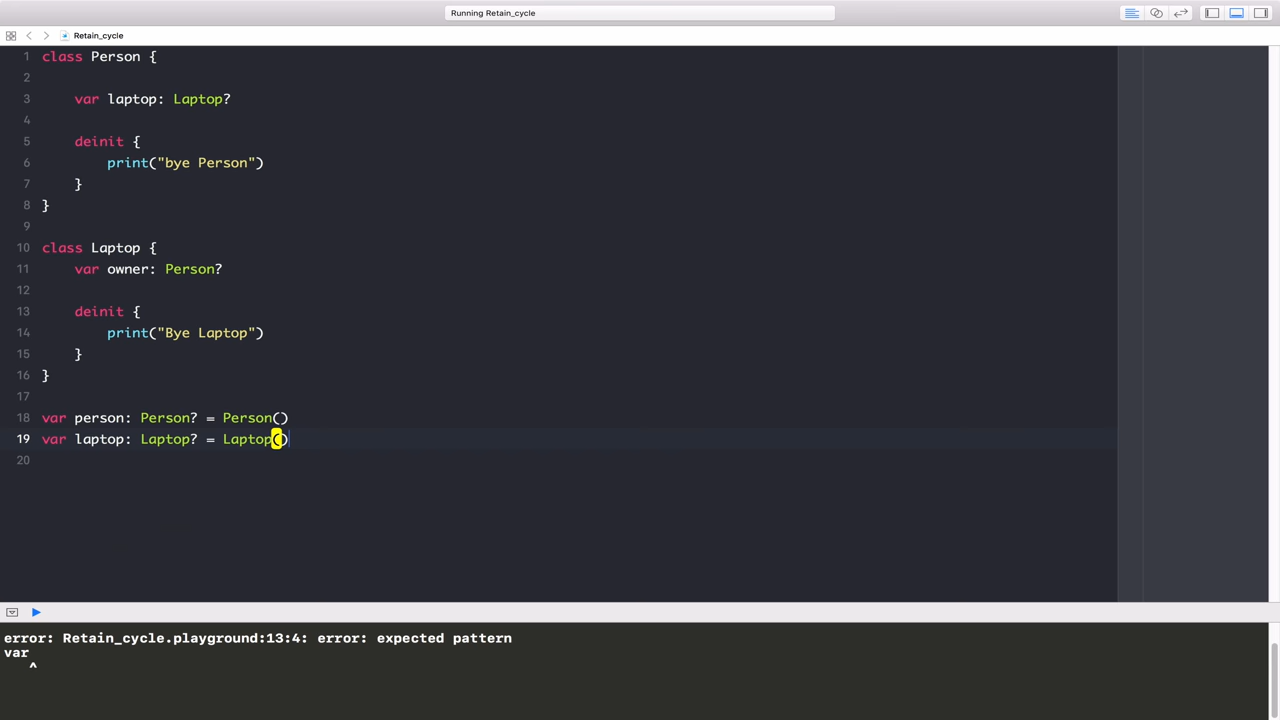 Running Retain_cycle
Retain_cycle
1 class Person {
2
3 var laptop: Laptop?
4
5 deinit {
6 print("bye Person")
7 }
8 }
9
10 class Laptop {
11 var owner: Person?
12
13 deinit {
14 print("Bye Laptop")
15 }
16 }
17
18 var person: Person? = Person()
19 var laptop: Laptop? = Laptop()
20
error: Retain_cycle.playground:13:4: error: expected pattern
var
^